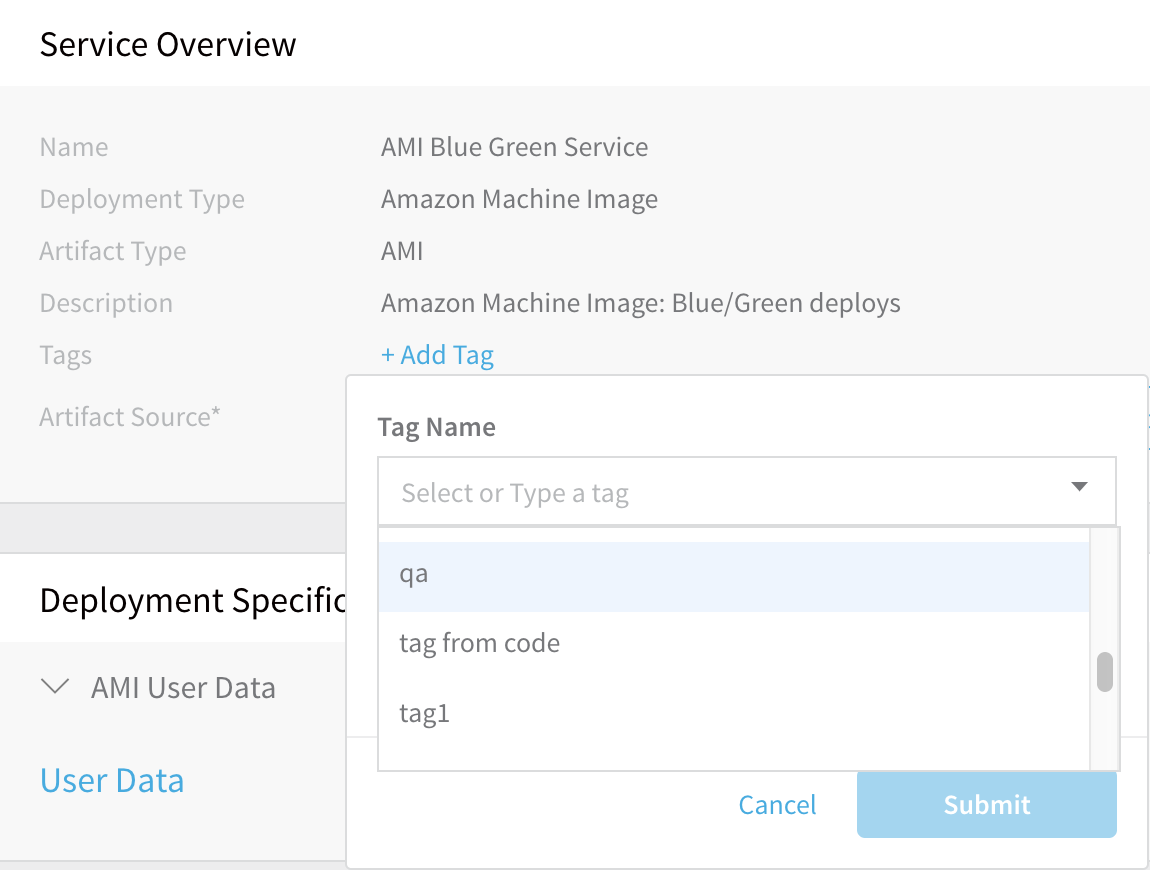 Service Overview
Name AMI Blue Green Service
Deployment Type Amazon Machine Image
Artifact Type AMI
Description Amazon Machine Image: Blue/Green deploys
Tags + Add Tag
Artifact Source*
Tag Name
Select or Type a tag
qa
tag from code
tag1
Deployment Specific
AMI User Data
User Data
Cancel Submit